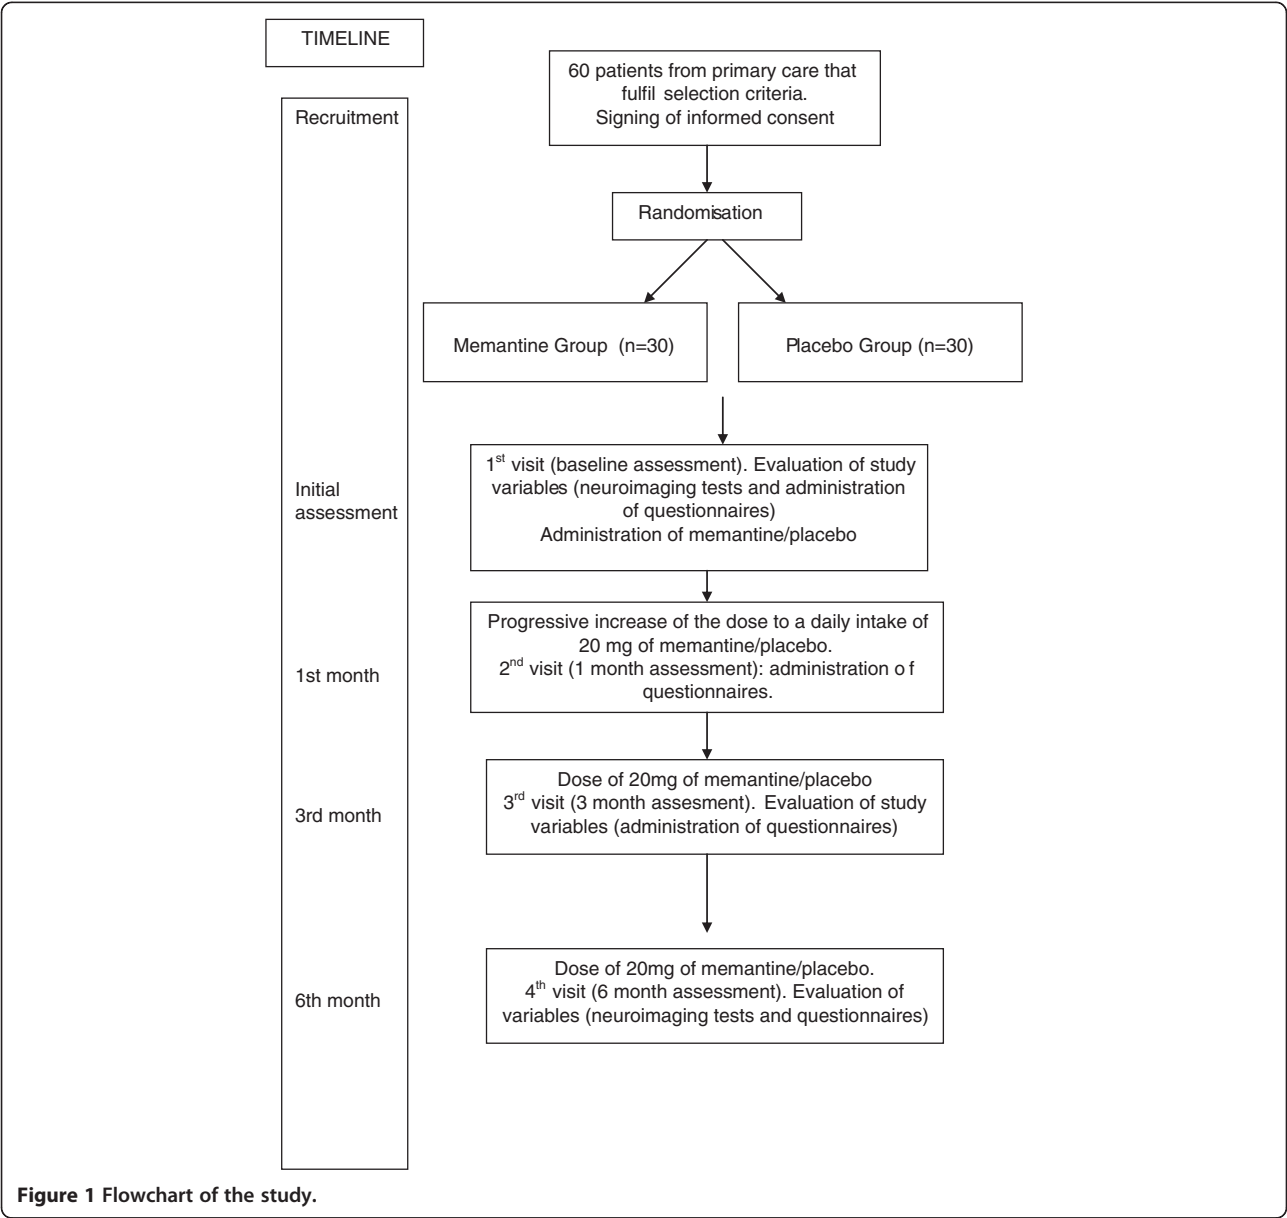 TIMELINE
60 patients from primary care that
fulfil selection criteria.
Signing of informed consent
Recruitment
Randomisation
Memantine Group (n=30)
Placebo Group (n=30)
Initial
assessment
1st visit (baseline assessment). Evaluation of study
variables (neuroimaging tests and administration
of questionnaires)
Administration of memantine/placebo
1st month
Progressive increase of the dose to a daily intake of
20 mg of memantine/placebo.
2nd visit (1 month assessment): administration of
questionnaires.
3rd month
Dose of 20mg of memantine/placebo
3rd visit (3 month assesment). Evaluation of study
variables (administration of questionnaires)
6th month
Dose of 20mg of memantine/placebo.
4th visit (6 month assessment). Evaluation of
variables (neuroimaging tests and questionnaires)
Figure 1 Flowchart of the study.